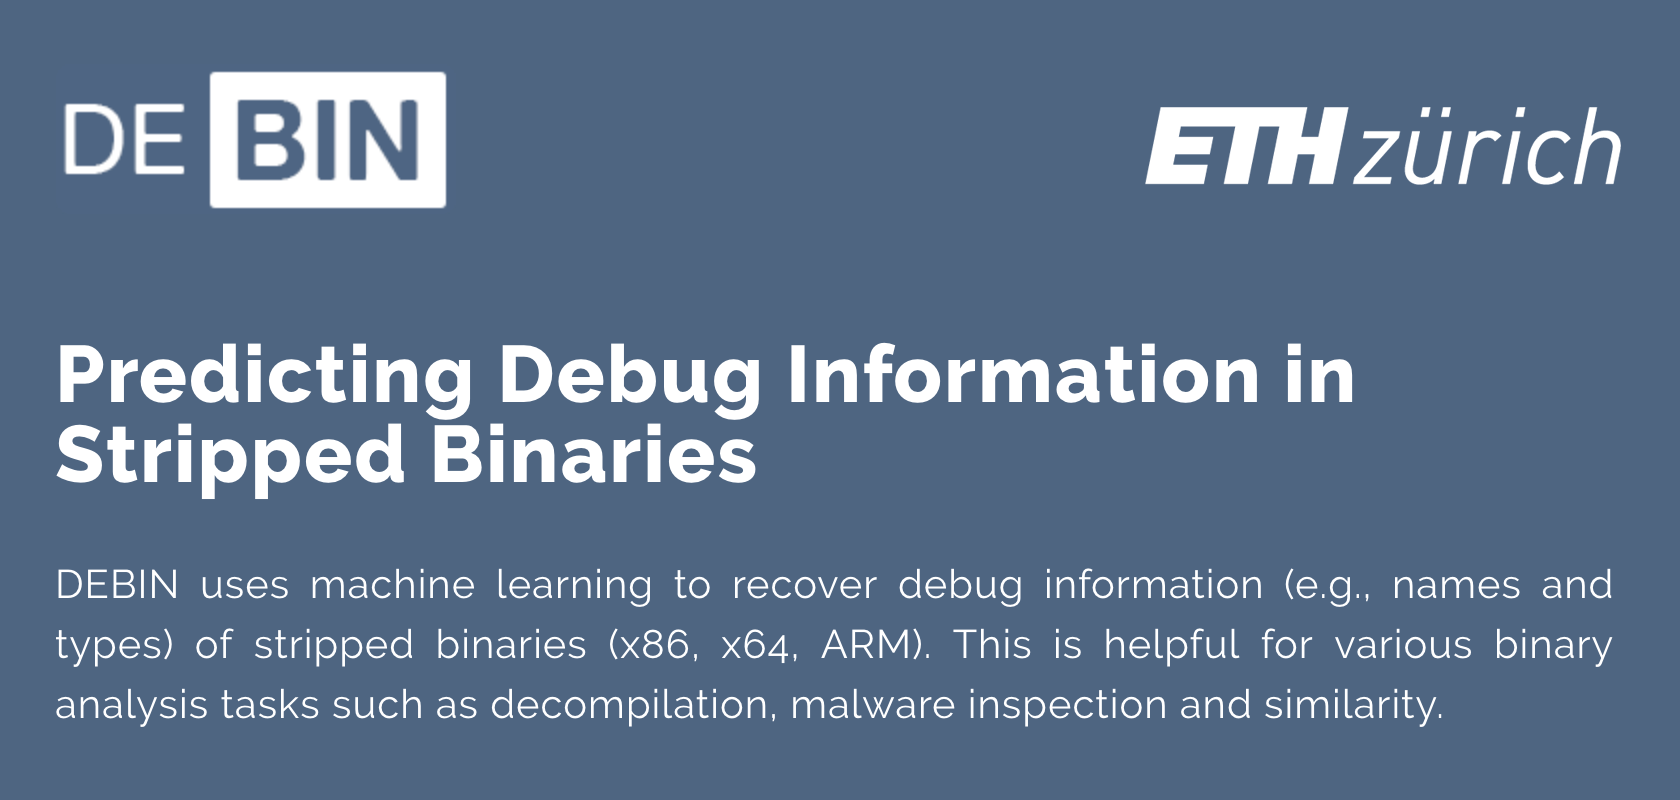 DEBIN
ETH zürich
Predicting Debug Information in
Stripped Binaries
DEBIN uses machine learning to recover debug information (e.g., names and
types) of stripped binaries (x86, x64, ARM). This is helpful for various binary
analysis tasks such as decompilation, malware inspection and similarity.